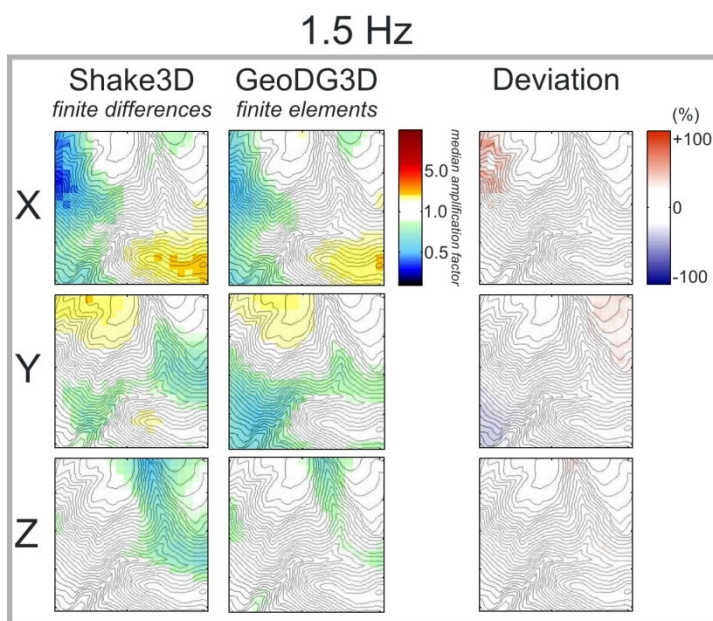 1.5 Hz
Shake3D
finite differences
GeoDG3D
finite elements
Deviation
(%)
X
5.0
1.0
0.5
median amplification factor
+100
0
-100
Y
Z